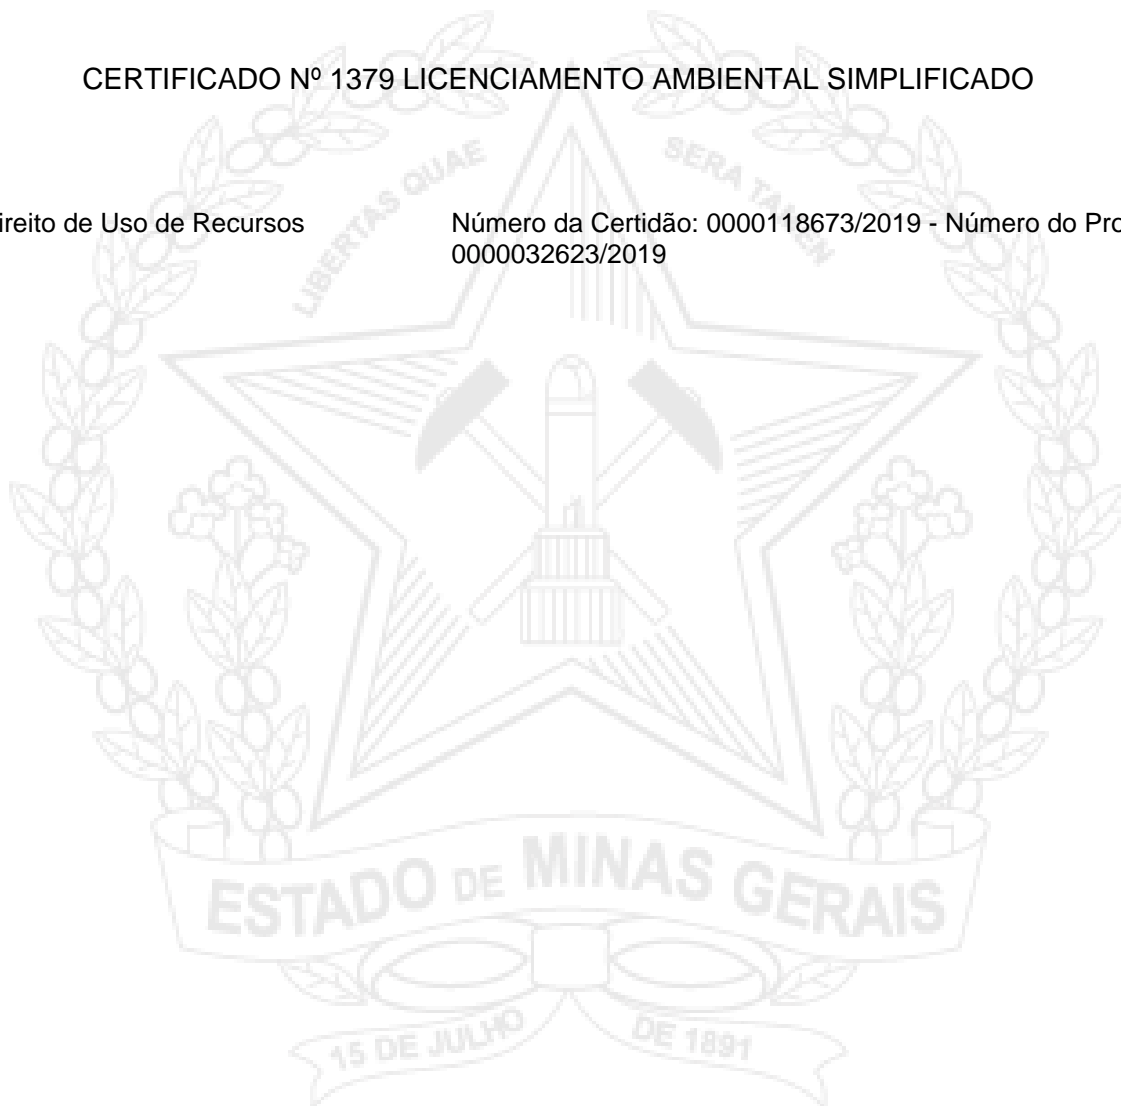 CERTIFICADO Nº 1379 LICENCIAMENTO AMBIENTAL SIMPLIFICADO
LIBERTAS QUAE SERA TAMEN
ireito de Uso de Recursos
Número da Certidão: 0000118673/2019 - Número do Pro
0000032623/2019
ESTADO DE MINAS GERAIS
15 DE JULHO DE 1891